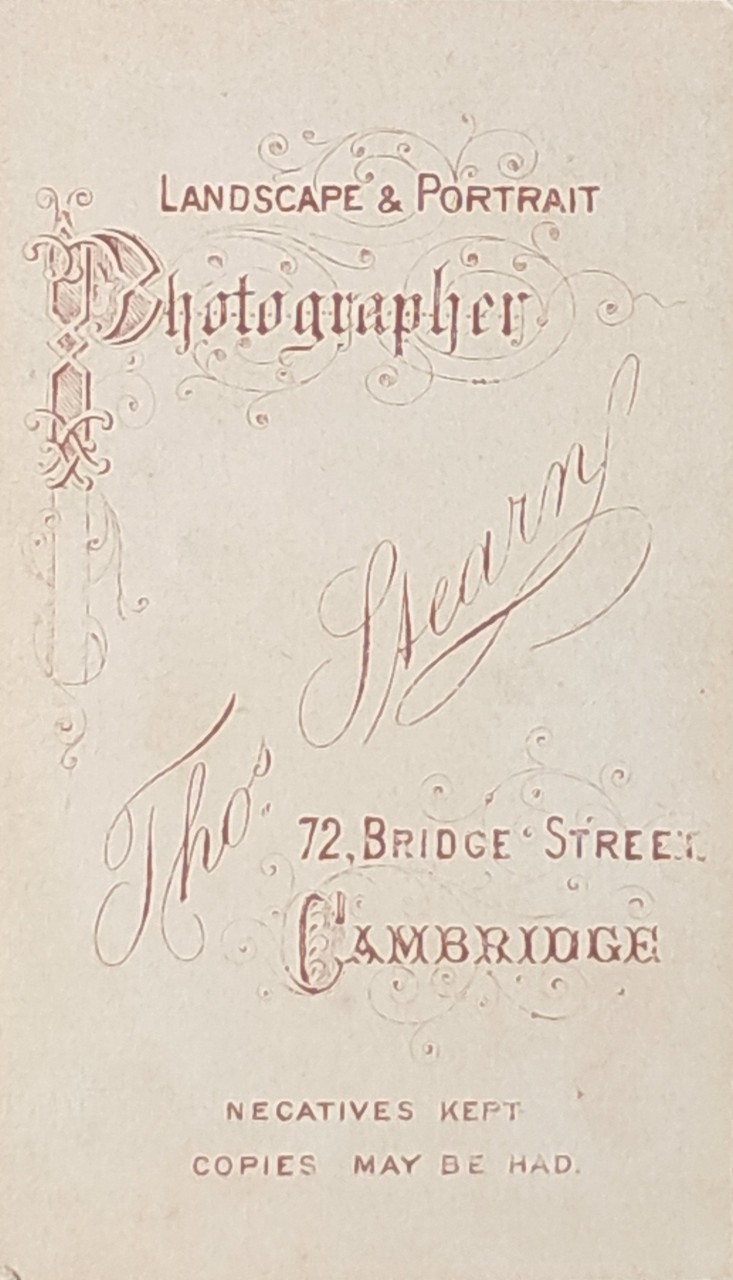 LANDSCAPE & PORTRAIT
Photographer
Thos. Stearn
72, BRIDGE STREET.
CAMBRIDGE
NEGATIVES KEPT
COPIES MAY BE HAD.